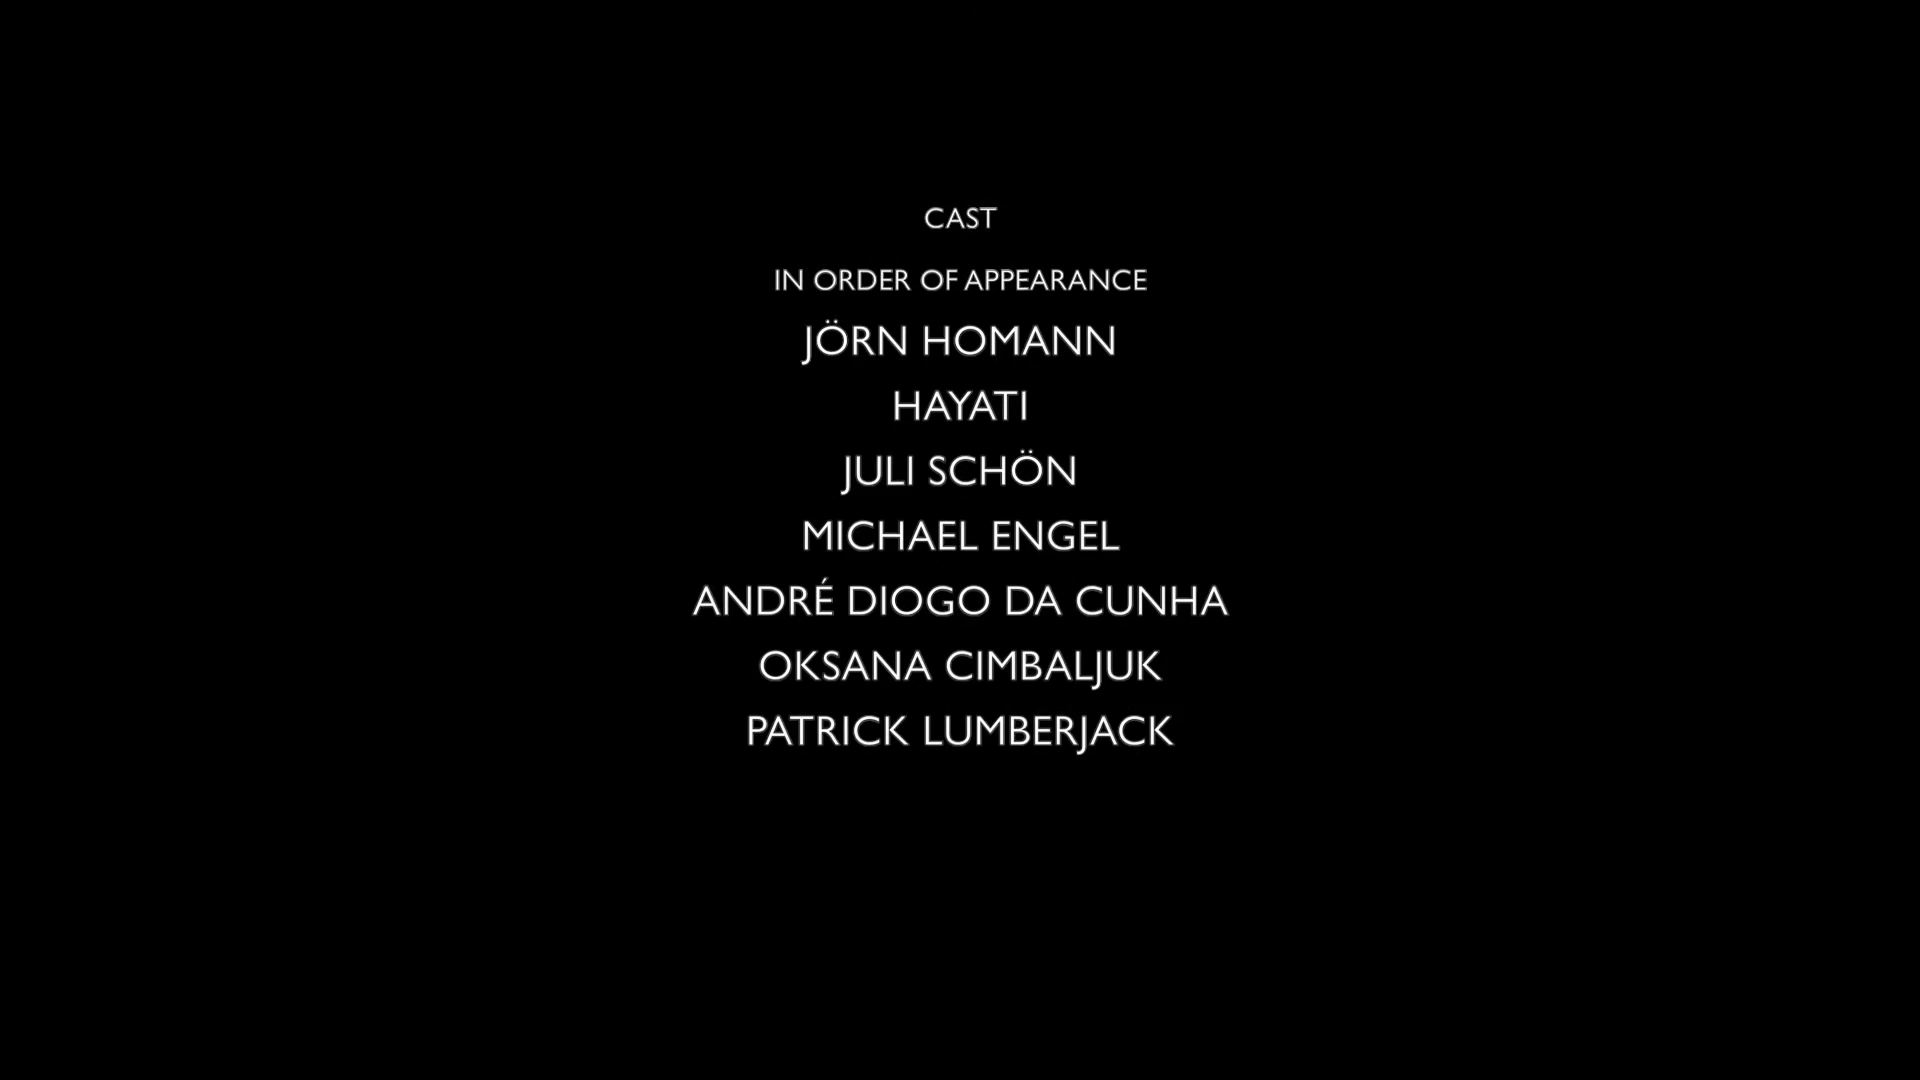 CAST
IN ORDER OF APPEARANCE
JÖRN HOMANN
HAYATI
JULI SCHÖN
MICHAEL ENGEL
ANDRÉ DIOGO DA CUNHA
OKSANA CIMBALJUK
PATRICK LUMBERJACK